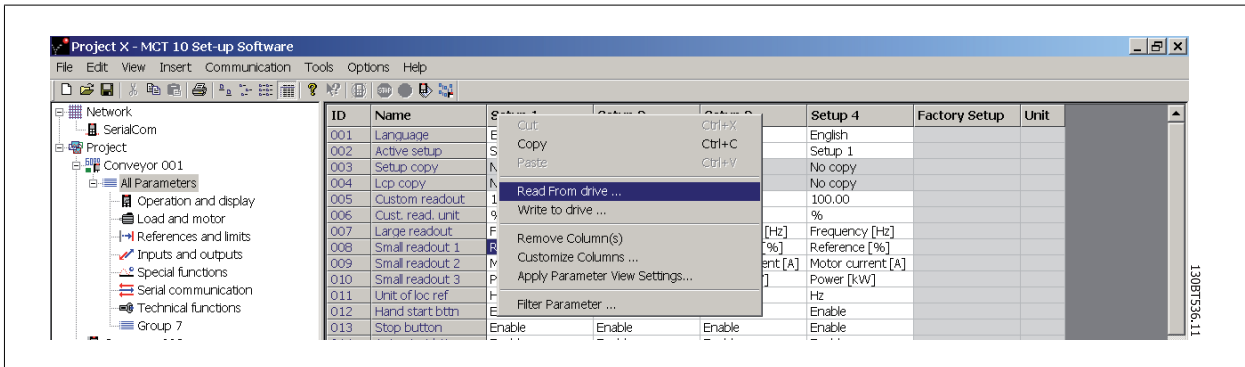 Project X - MCT 10 Set-up Software
File Edit View Insert Communication Tools Options Help
Network
SerialCom
Project
Conveyor 001
All Parameters
Operation and display
Load and motor
References and limits
Inputs and outputs
Special functions
Serial communication
Technical functions
Group 7
ID Name Setup 4 Factory Setup Unit
001 Language E English
002 Active setup S Setup 1
003 Setup copy N No copy
004 Lcp copy N No copy
005 Custom readout 1 100.00
006 Cust. read. unit % %
007 Large readout F [Hz] Frequency [Hz]
008 Small readout 1 R [%] Reference [%]
009 Small readout 2 M ent [A] Motor current [A]
010 Small readout 3 P ] Power [kW]
011 Unit of loc ref H Hz
012 Hand start bttn E Enable
013 Stop button Enable Enable Enable Enable
Cut Ctrl+X
Copy Ctrl+C
Paste Ctrl+V
Read From drive ...
Write to drive ...
Remove Column(s)
Customize Columns ...
Apply Parameter View Settings...
Filter Parameter ...
130BT536.11